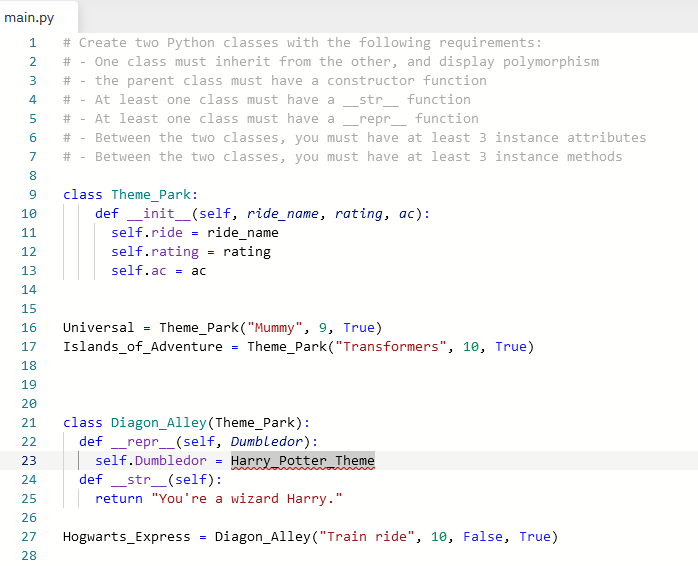 main.py
1 # Create two Python classes with the following requirements:
2 # - One class must inherit from the other, and display polymorphism
3 # - the parent class must have a constructor function
4 # - At least one class must have a __str__ function
5 # - At least one class must have a __repr__ function
6 # - Between the two classes, you must have at least 3 instance attributes
7 # - Between the two classes, you must have at least 3 instance methods
8
9 class Theme_Park:
10     def __init__(self, ride_name, rating, ac):
11       self.ride = ride_name
12       self.rating = rating
13       self.ac = ac
14
15
16 Universal = Theme_Park("Mummy", 9, True)
17 Islands_of_Adventure = Theme_Park("Transformers", 10, True)
18
19
20
21 class Diagon_Alley(Theme_Park):
22   def __repr__(self, Dumbledor):
23     self.Dumbledor = Harry_Potter_Theme
24   def __str__(self):
25     return "You're a wizard Harry."
26
27 Hogwarts_Express = Diagon_Alley("Train ride", 10, False, True)
28